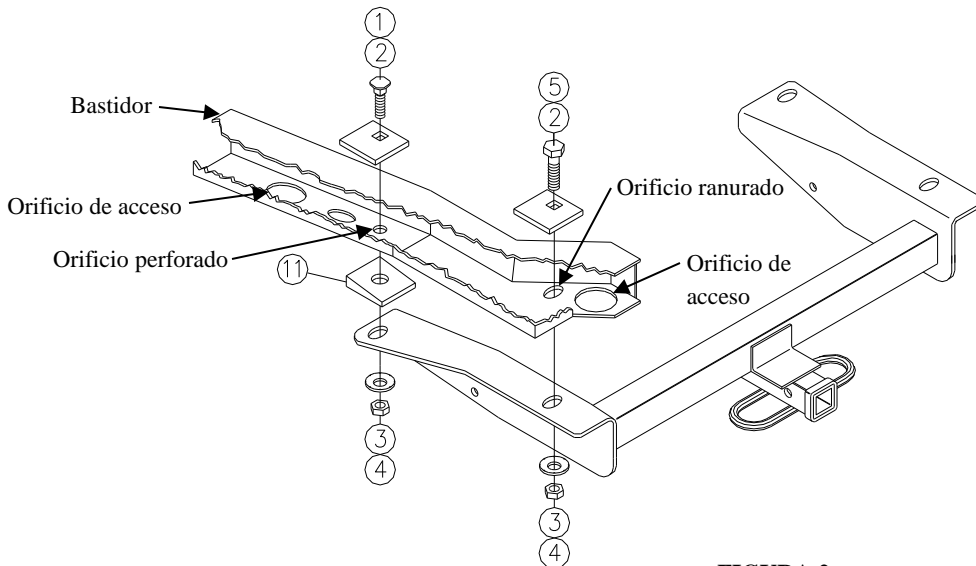 1
2
5
2
Bastidor
Orificio ranurado
Orificio de acceso
Orificio perforado
Orificio de
acceso
11
3
4
3
4